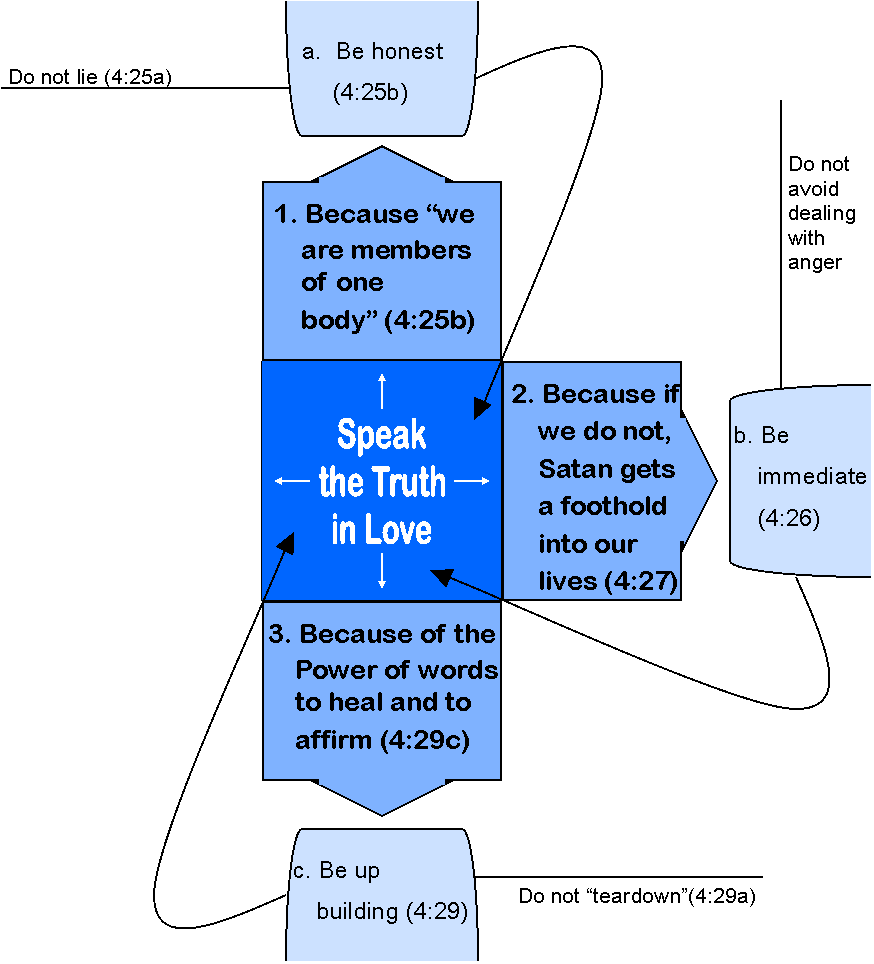 a. Be honest
(4:25b)
Do not lie (4:25a)
Do not
avoid
dealing
with
anger
1. Because “we
are members
of one
body” (4:25b)
Speak
the Truth
in Love
2. Because if
we do not,
Satan gets
a foothold
into our
lives (4:27)
b. Be
immediate
(4:26)
3. Because of the
Power of words
to heal and to
affirm (4:29c)
c. Be up
building (4:29)
Do not “teardown”(4:29a)